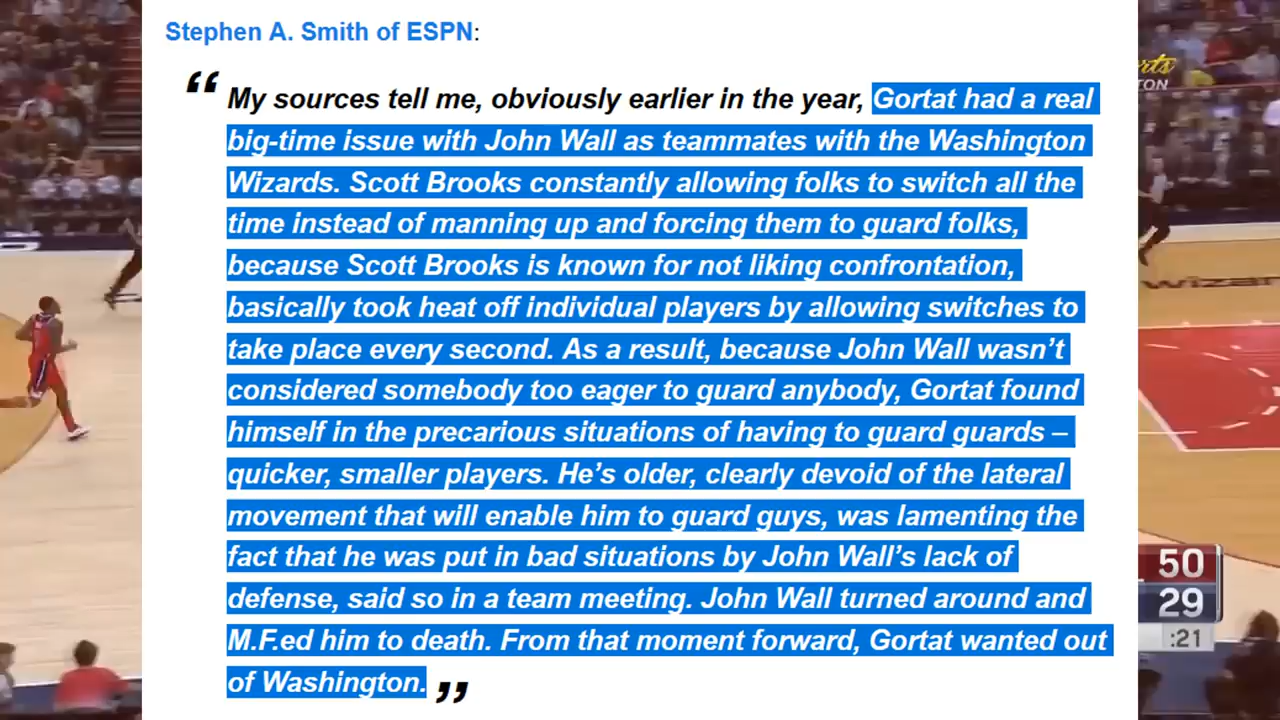 Stephen A. Smith of ESPN:
“ My sources tell me, obviously earlier in the year, Gortat had a real
big-time issue with John Wall as teammates with the Washington
Wizards. Scott Brooks constantly allowing folks to switch all the
time instead of manning up and forcing them to guard folks,
because Scott Brooks is known for not liking confrontation,
basically took heat off individual players by allowing switches to
take place every second. As a result, because John Wall wasn’t
considered somebody too eager to guard anybody, Gortat found
himself in the precarious situations of having to guard guards –
quicker, smaller players. He’s older, clearly devoid of the lateral
movement that will enable him to guard guys, was lamenting the
fact that he was put in bad situations by John Wall’s lack of
defense, said so in a team meeting. John Wall turned around and
M.F.ed him to death. From that moment forward, Gortat wanted out
of Washington. ”
rts
TON
wizar
50
29
:21